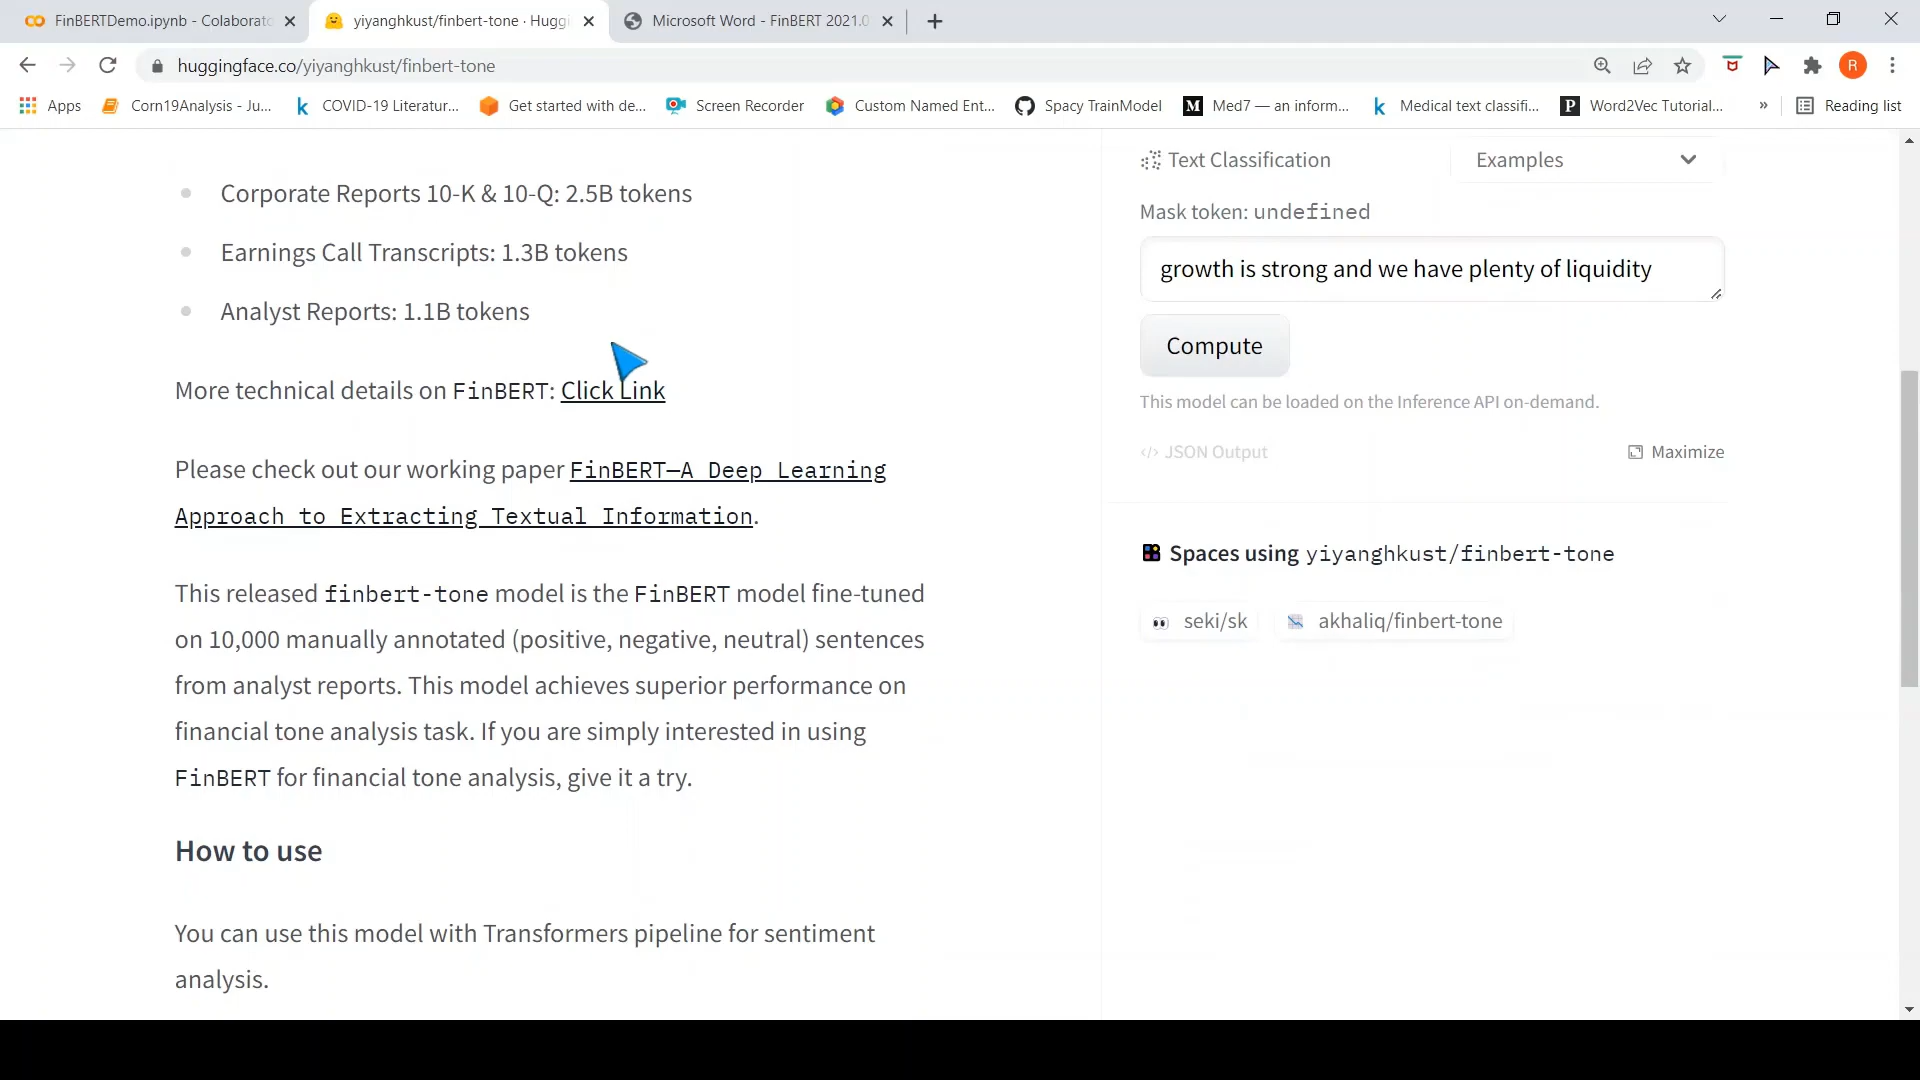 FinBERTDemo.ipynb - Colaborato
yiyanghkust/finbert-tone · Huggi
Microsoft Word - FinBERT 2021.0
huggingface.co/yiyanghkust/finbert-tone
R
Apps
Corn19Analysis - Ju...
COVID-19 Literatur...
Get started with de...
Screen Recorder
Custom Named Ent...
Spacy TrainModel
Med7 — an inform...
Medical text classifi...
Word2Vec Tutorial...
»
Reading list
Corporate Reports 10-K & 10-Q: 2.5B tokens
Earnings Call Transcripts: 1.3B tokens
Analyst Reports: 1.1B tokens
More technical details on FinBERT: Click Link
Please check out our working paper FinBERT—A Deep Learning
Approach to Extracting Textual Information.
This released finbert-tone model is the FinBERT model fine-tuned
on 10,000 manually annotated (positive, negative, neutral) sentences
from analyst reports. This model achieves superior performance on
financial tone analysis task. If you are simply interested in using
FinBERT for financial tone analysis, give it a try.
How to use
You can use this model with Transformers pipeline for sentiment
analysis.
Text Classification
Examples
Mask token: undefined
growth is strong and we have plenty of liquidity
Compute
This model can be loaded on the Inference API on-demand.
</> JSON Output
Maximize
Spaces using yiyanghkust/finbert-tone
seki/sk
akhaliq/finbert-tone